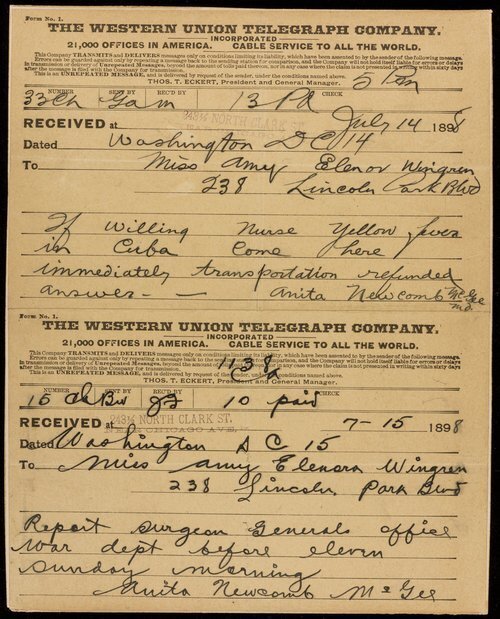 Form No. 1.
THE WESTERN UNION TELEGRAPH COMPANY.
INCORPORATED
21,000 OFFICES IN AMERICA. CABLE SERVICE TO ALL THE WORLD.
This Company TRANSMITS and DELIVERS messages only on conditions limiting its liability, which have been assented to by the sender of the following message.
Errors can be guarded against only by repeating a message back to the sending station for comparison, and the Company will not hold itself liable for errors or delays
in transmission or delivery of Unrepeated Messages, beyond the amount of tolls paid thereon, nor in any case where the claim is not presented in writing within sixty days
after the message is filed with the Company for transmission.
This is an UNREPEATED MESSAGE, and is delivered by request of the sender, under the conditions named above.
THOS. T. ECKERT, President and General Manager.
5 Pm
NUMBER SENT BY REC'D BY CHECK
33Ch Ga m 13 Pd
243½ NORTH CLARK ST.
RECEIVED at July 14 1898
Dated Washington D C 14
To Miss Amy Elenor Wingren
238 Lincoln Park Blvd
If Willing Nurse Yellow fever
in Cuba Come here
immediately transportation refunded
answer - - Anita Newcomb McGee
M.D.
Form No. 1.
THE WESTERN UNION TELEGRAPH COMPANY.
INCORPORATED
21,000 OFFICES IN AMERICA. CABLE SERVICE TO ALL THE WORLD.
This Company TRANSMITS and DELIVERS messages only on conditions limiting its liability, which have been assented to by the sender of the following message.
Errors can be guarded against only by repeating a message back to the sending station for comparison, and the Company will not hold itself liable for errors or delays
in transmission or delivery of Unrepeated Messages, beyond the amount of tolls paid thereon, nor in any case where the claim is not presented in writing within sixty days
after the message is filed with the Company for transmission.
This is an UNREPEATED MESSAGE, and is delivered by request of the sender, under the conditions named above.
THOS. T. ECKERT, President and General Manager.
NUMBER SENT BY REC'D BY CHECK
15 Ch 10 paid
243½ NORTH CLARK ST.
NEAR CHICAGO AVE.
RECEIVED at 7-15 1898
Dated Washington D C 15
To Miss Amy Elenora Wingren
238 Lincoln Park Blvd
Report Surgeon Generals office
War dept before eleven
Sunday morning
Anita Newcomb McGee